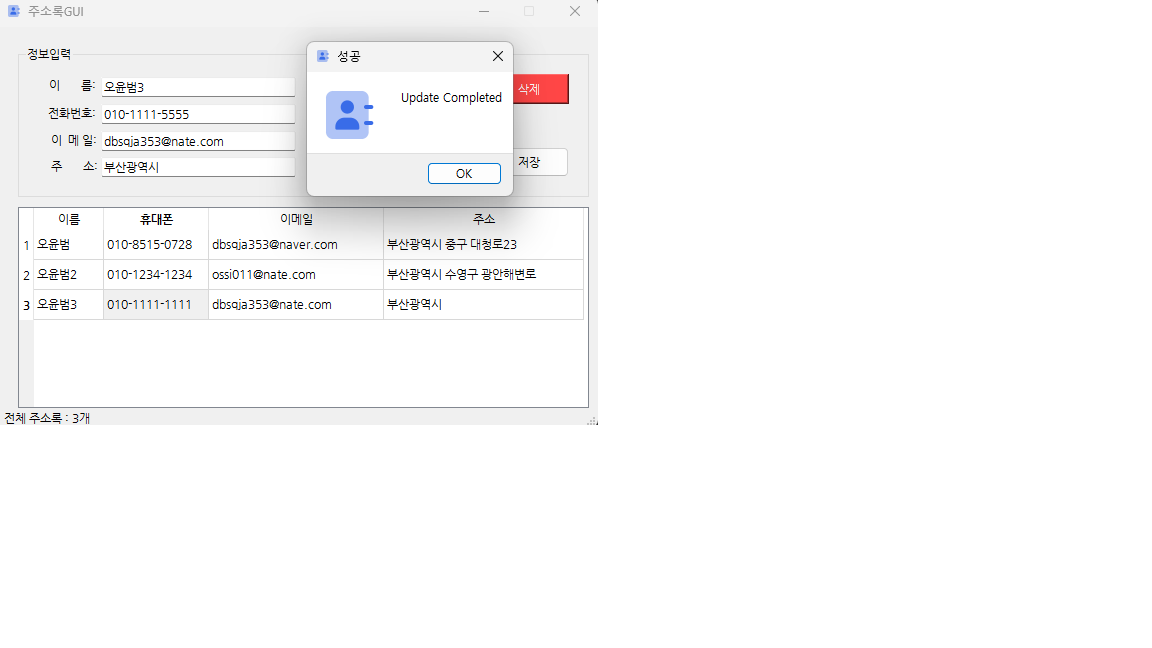 주소록GUI
정보입력
이 름: 오윤범3
전화번호: 010-1111-5555
이 메 일: dbsqja353@nate.com
주 소: 부산광역시
삭제
저장
성공
Update Completed
OK
이름 휴대폰 이메일 주소
1 오윤범 010-8515-0728 dbsqja353@naver.com 부산광역시 중구 대청로23
2 오윤범2 010-1234-1234 ossi011@nate.com 부산광역시 수영구 광안해변로
3 오윤범3 010-1111-1111 dbsqja353@nate.com 부산광역시
전체 주소록 : 3개